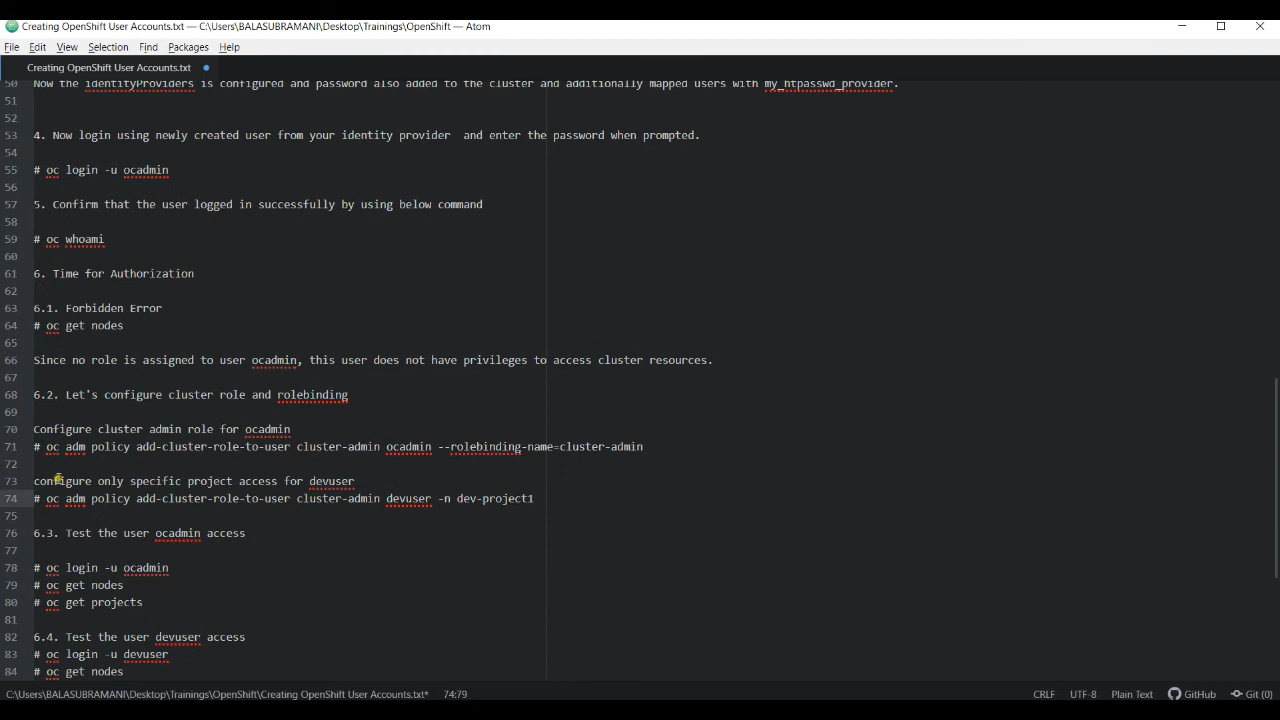 Creating OpenShift User Accounts.txt — C:\Users\BALASUBRAMANI\Desktop\Trainings\OpenShift — Atom
File Edit View Selection Find Packages Help
Creating OpenShift User Accounts.txt
50 Now the identityProviders is configured and password also added to the cluster and additionally mapped users with my_htpasswd_provider.
51
52
53 4. Now login using newly created user from your identity provider  and enter the password when prompted.
54
55 # oc login -u ocadmin
56
57 5. Confirm that the user logged in successfully by using below command
58
59 # oc whoami
60
61 6. Time for Authorization
62
63 6.1. Forbidden Error
64 # oc get nodes
65
66 Since no role is assigned to user ocadmin, this user does not have privileges to access cluster resources.
67
68 6.2. Let's configure cluster role and rolebinding
69
70 Configure cluster admin role for ocadmin
71 # oc adm policy add-cluster-role-to-user cluster-admin ocadmin --rolebinding-name=cluster-admin
72
73 configure only specific project access for devuser
74 # oc adm policy add-cluster-role-to-user cluster-admin devuser -n dev-project1
75
76 6.3. Test the user ocadmin access
77
78 # oc login -u ocadmin
79 # oc get nodes
80 # oc get projects
81
82 6.4. Test the user devuser access
83 # oc login -u devuser
84 # oc get nodes
C:\Users\BALASUBRAMANI\Desktop\Trainings\OpenShift\Creating OpenShift User Accounts.txt* 74:79 CRLF UTF-8 Plain Text GitHub Git (0)